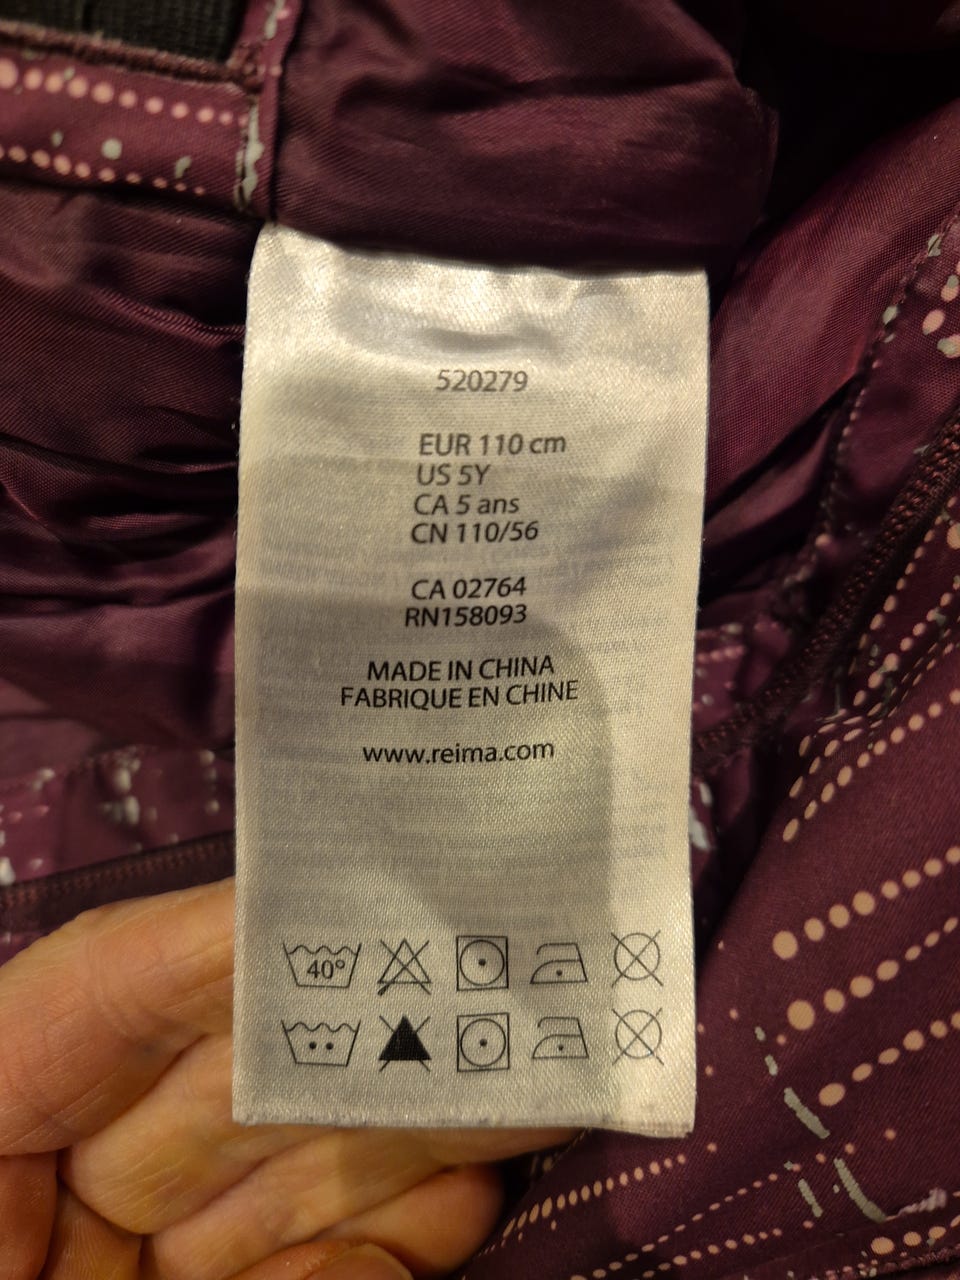 520279
EUR 110 cm
US 5Y
CA 5 ans
CN 110/56
CA 02764
RN158093
MADE IN CHINA
FABRIQUE EN CHINE
www.reima.com
40°